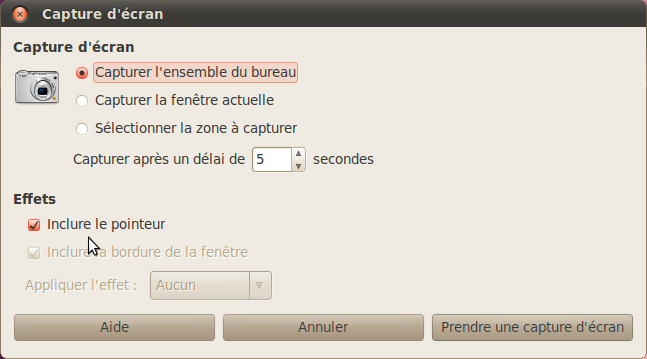 Capture d'écran
Capture d'écran
Capturer l'ensemble du bureau
Capturer la fenêtre actuelle
Sélectionner la zone à capturer
Capturer après un délai de 5 secondes
Effets
Inclure le pointeur
Inclure la bordure de la fenêtre
Appliquer l'effet : Aucun
Aide Annuler Prendre une capture d'écran